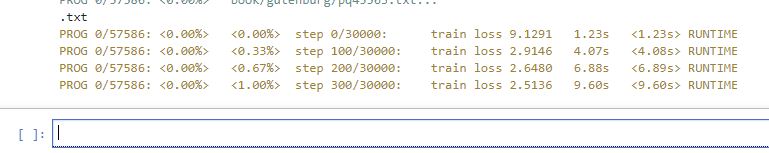 PROG 0/57586: <0.00%> book/gutenburg/pq45505.txt...
.txt
PROG 0/57586: <0.00%> <0.00%> step 0/30000: train loss 9.1291 1.23s <1.23s> RUNTIME
PROG 0/57586: <0.00%> <0.33%> step 100/30000: train loss 2.9146 4.07s <4.08s> RUNTIME
PROG 0/57586: <0.00%> <0.67%> step 200/30000: train loss 2.6480 6.88s <6.89s> RUNTIME
PROG 0/57586: <0.00%> <1.00%> step 300/30000: train loss 2.5136 9.60s <9.60s> RUNTIME
[ ]: